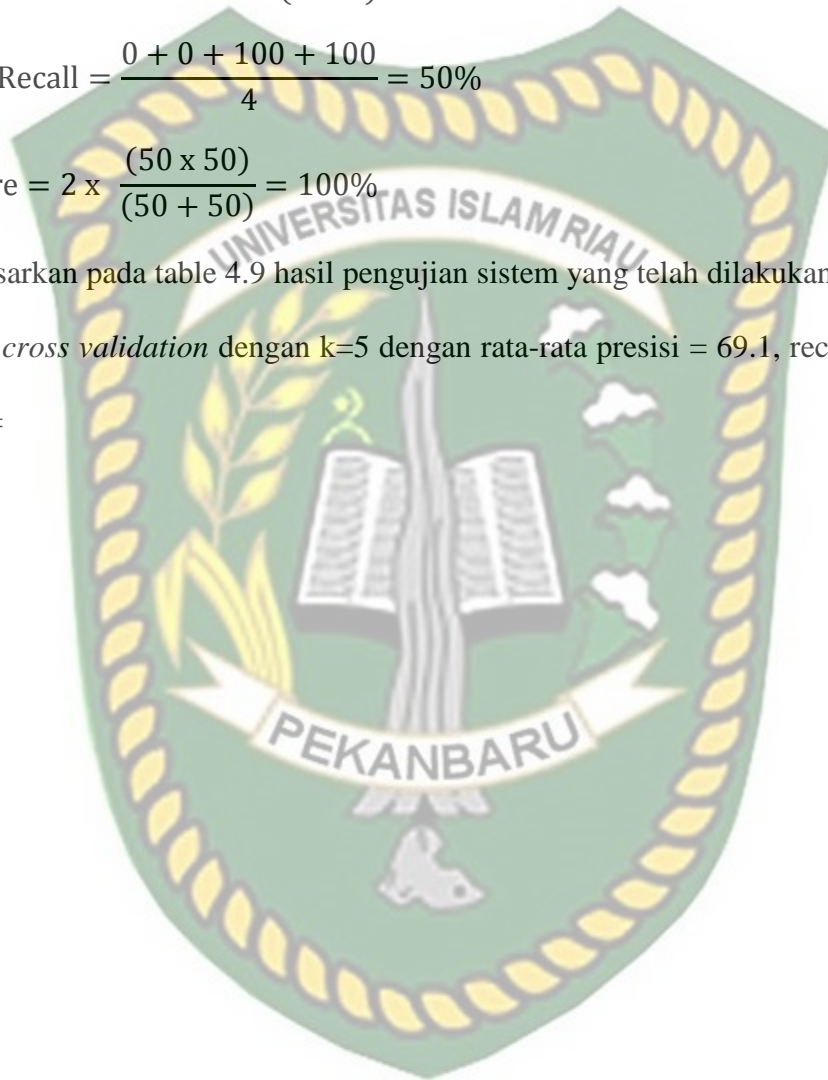 Recall = (0 + 0 + 100 + 100) / 4 = 50%
re = 2 x (50 x 50) / (50 + 50) = 100%
UNIVERSITAS ISLAM RIAU
sarkan pada table 4.9 hasil pengujian sistem yang telah dilakukan
cross validation dengan k=5 dengan rata-rata presisi = 69.1, rec
=
PEKANBARU